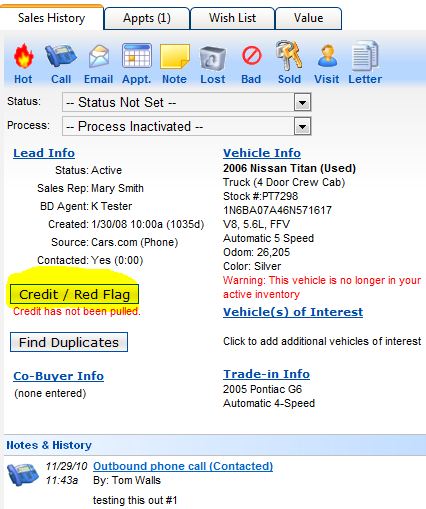 Sales History
Appts (1)
Wish List
Value
Hot
Call
Email
Appt.
Note
Lost
Bad
Sold
Visit
Letter
Status: -- Status Not Set --
Process: -- Process Inactivated --
Lead Info
Status: Active
Sales Rep: Mary Smith
BD Agent: K Tester
Created: 1/30/08 10:00a (1035d)
Source: Cars.com (Phone)
Contacted: Yes (0:00)
Credit / Red Flag
Credit has not been pulled.
Find Duplicates
Co-Buyer Info
(none entered)
Vehicle Info
2006 Nissan Titan (Used)
Truck (4 Door Crew Cab)
Stock #:PT7298
1N6BA07A46N571617
V8, 5.6L, FFV
Automatic 5 Speed
Odom: 26,205
Color: Silver
Warning: This vehicle is no longer in your
active inventory
Vehicle(s) of Interest
Click to add additional vehicles of interest
Trade-in Info
2005 Pontiac G6
Automatic 4-Speed
Notes & History
11/29/10 Outbound phone call (Contacted)
11:43a By: Tom Walls
testing this out #1